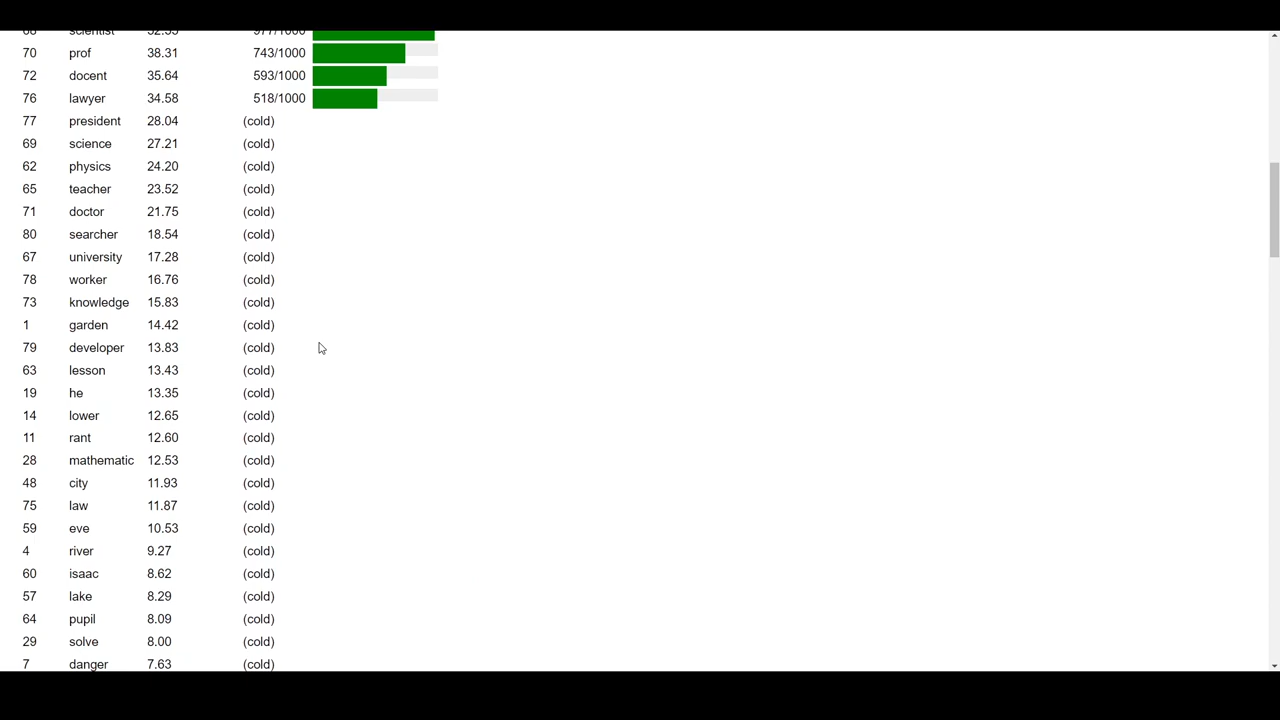 68 scientist 52.55 977/1000
70 prof 38.31 743/1000
72 docent 35.64 593/1000
76 lawyer 34.58 518/1000
77 president 28.04 (cold)
69 science 27.21 (cold)
62 physics 24.20 (cold)
65 teacher 23.52 (cold)
71 doctor 21.75 (cold)
80 searcher 18.54 (cold)
67 university 17.28 (cold)
78 worker 16.76 (cold)
73 knowledge 15.83 (cold)
1 garden 14.42 (cold)
79 developer 13.83 (cold)
63 lesson 13.43 (cold)
19 he 13.35 (cold)
14 lower 12.65 (cold)
11 rant 12.60 (cold)
28 mathematic 12.53 (cold)
48 city 11.93 (cold)
75 law 11.87 (cold)
59 eve 10.53 (cold)
4 river 9.27 (cold)
60 isaac 8.62 (cold)
57 lake 8.29 (cold)
64 pupil 8.09 (cold)
29 solve 8.00 (cold)
7 danger 7.63 (cold)